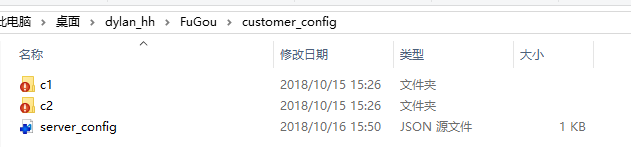 此电脑 > 桌面 > dylan_hh > FuGou > customer_config
名称 修改日期 类型 大小
c1 2018/10/15 15:26 文件夹
c2 2018/10/15 15:26 文件夹
server_config 2018/10/16 15:50 JSON 源文件 1 KB